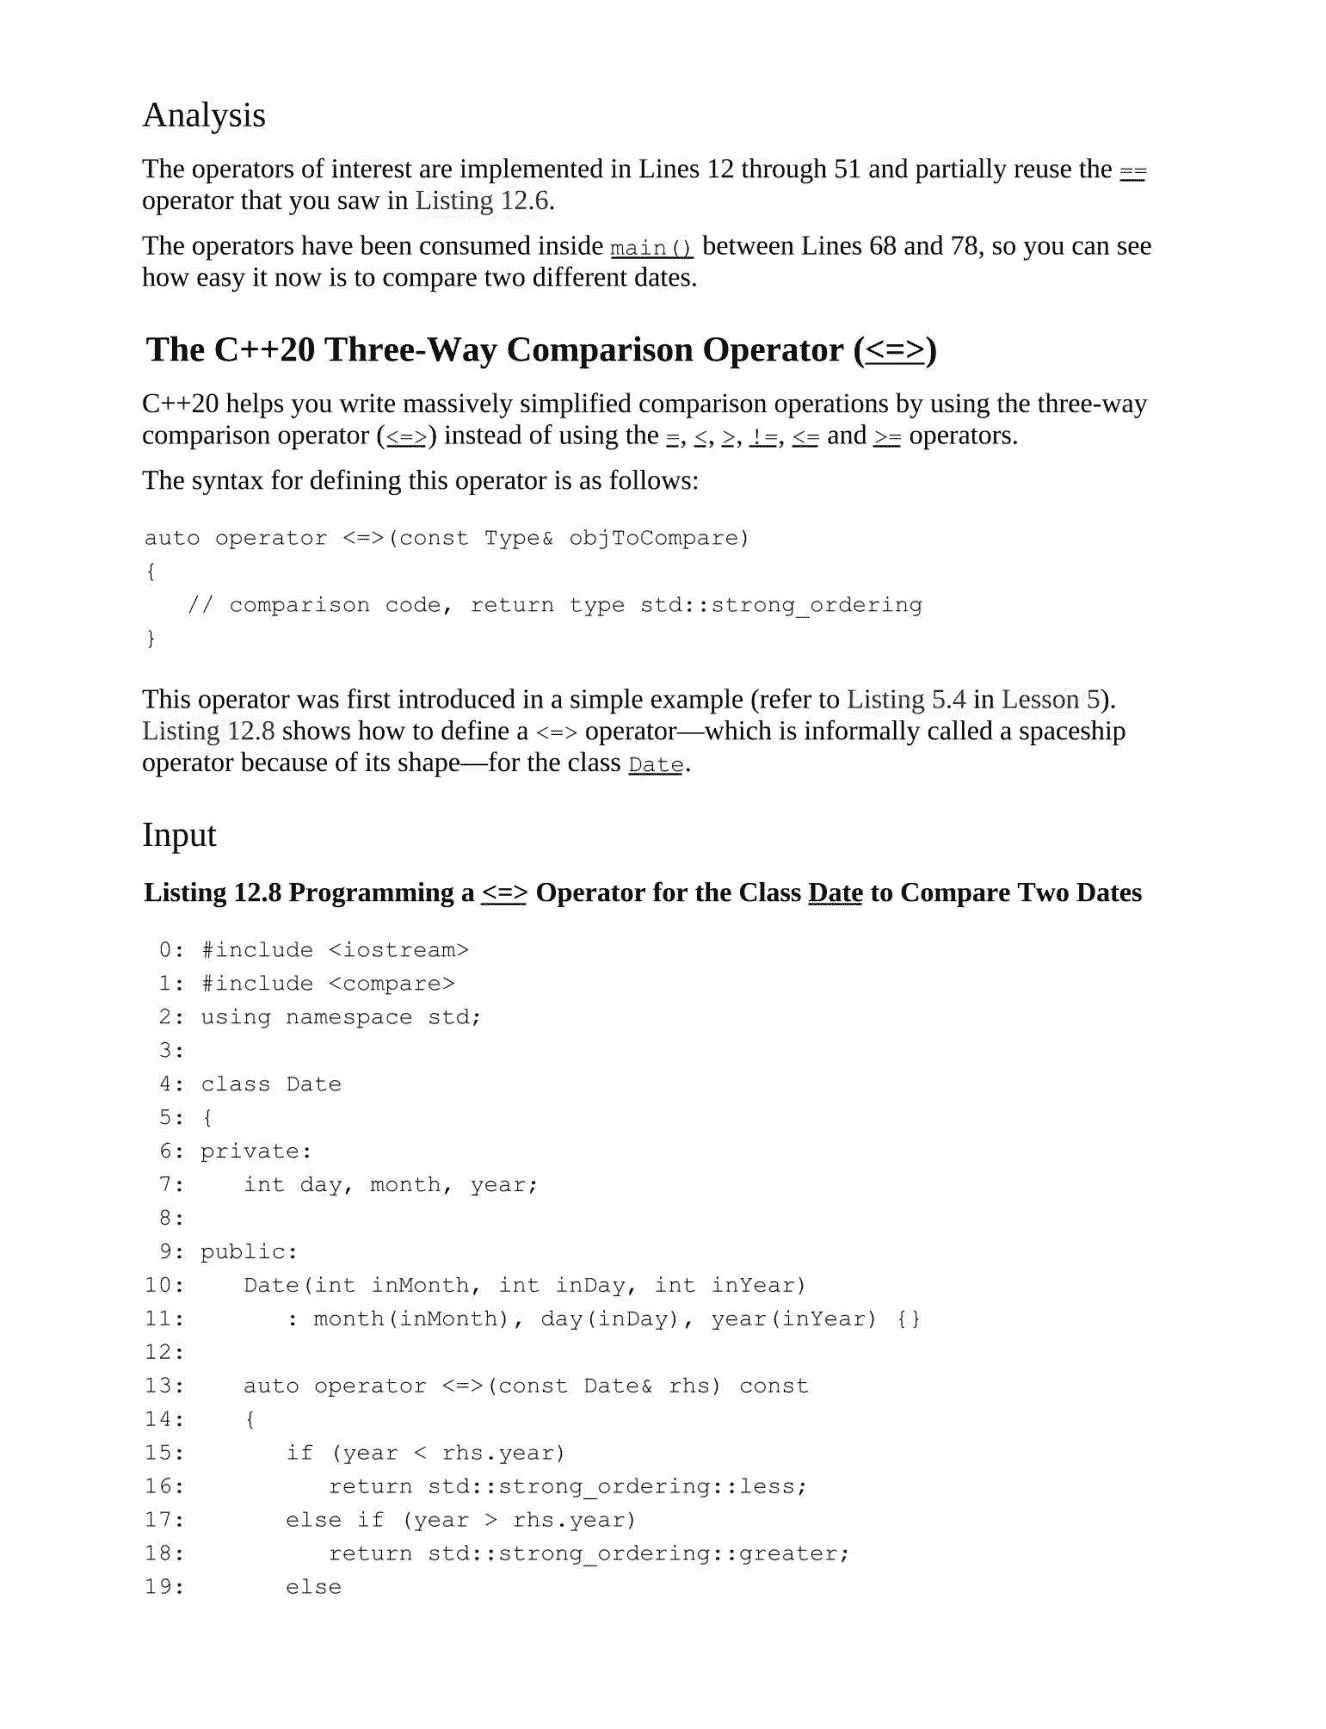 Analysis
The operators of interest are implemented in Lines 12 through 51 and partially reuse the ==
operator that you saw in Listing 12.6.
The operators have been consumed inside main() between Lines 68 and 78, so you can see
how easy it now is to compare two different dates.
The C++20 Three-Way Comparison Operator (<=>)
C++20 helps you write massively simplified comparison operations by using the three-way
comparison operator (<=>) instead of using the =, <, >, !=, <= and >= operators.
The syntax for defining this operator is as follows:
auto operator <=>(const Type& objToCompare)
{
   // comparison code, return type std::strong_ordering
}
This operator was first introduced in a simple example (refer to Listing 5.4 in Lesson 5).
Listing 12.8 shows how to define a <=> operator—which is informally called a spaceship
operator because of its shape—for the class Date.
Input
Listing 12.8 Programming a <=> Operator for the Class Date to Compare Two Dates
 0: #include <iostream>
 1: #include <compare>
 2: using namespace std;
 3:
 4: class Date
 5: {
 6: private:
 7:    int day, month, year;
 8:
 9: public:
10:    Date(int inMonth, int inDay, int inYear)
11:       : month(inMonth), day(inDay), year(inYear) {}
12:
13:    auto operator <=>(const Date& rhs) const
14:    {
15:       if (year < rhs.year)
16:          return std::strong_ordering::less;
17:       else if (year > rhs.year)
18:          return std::strong_ordering::greater;
19:       else